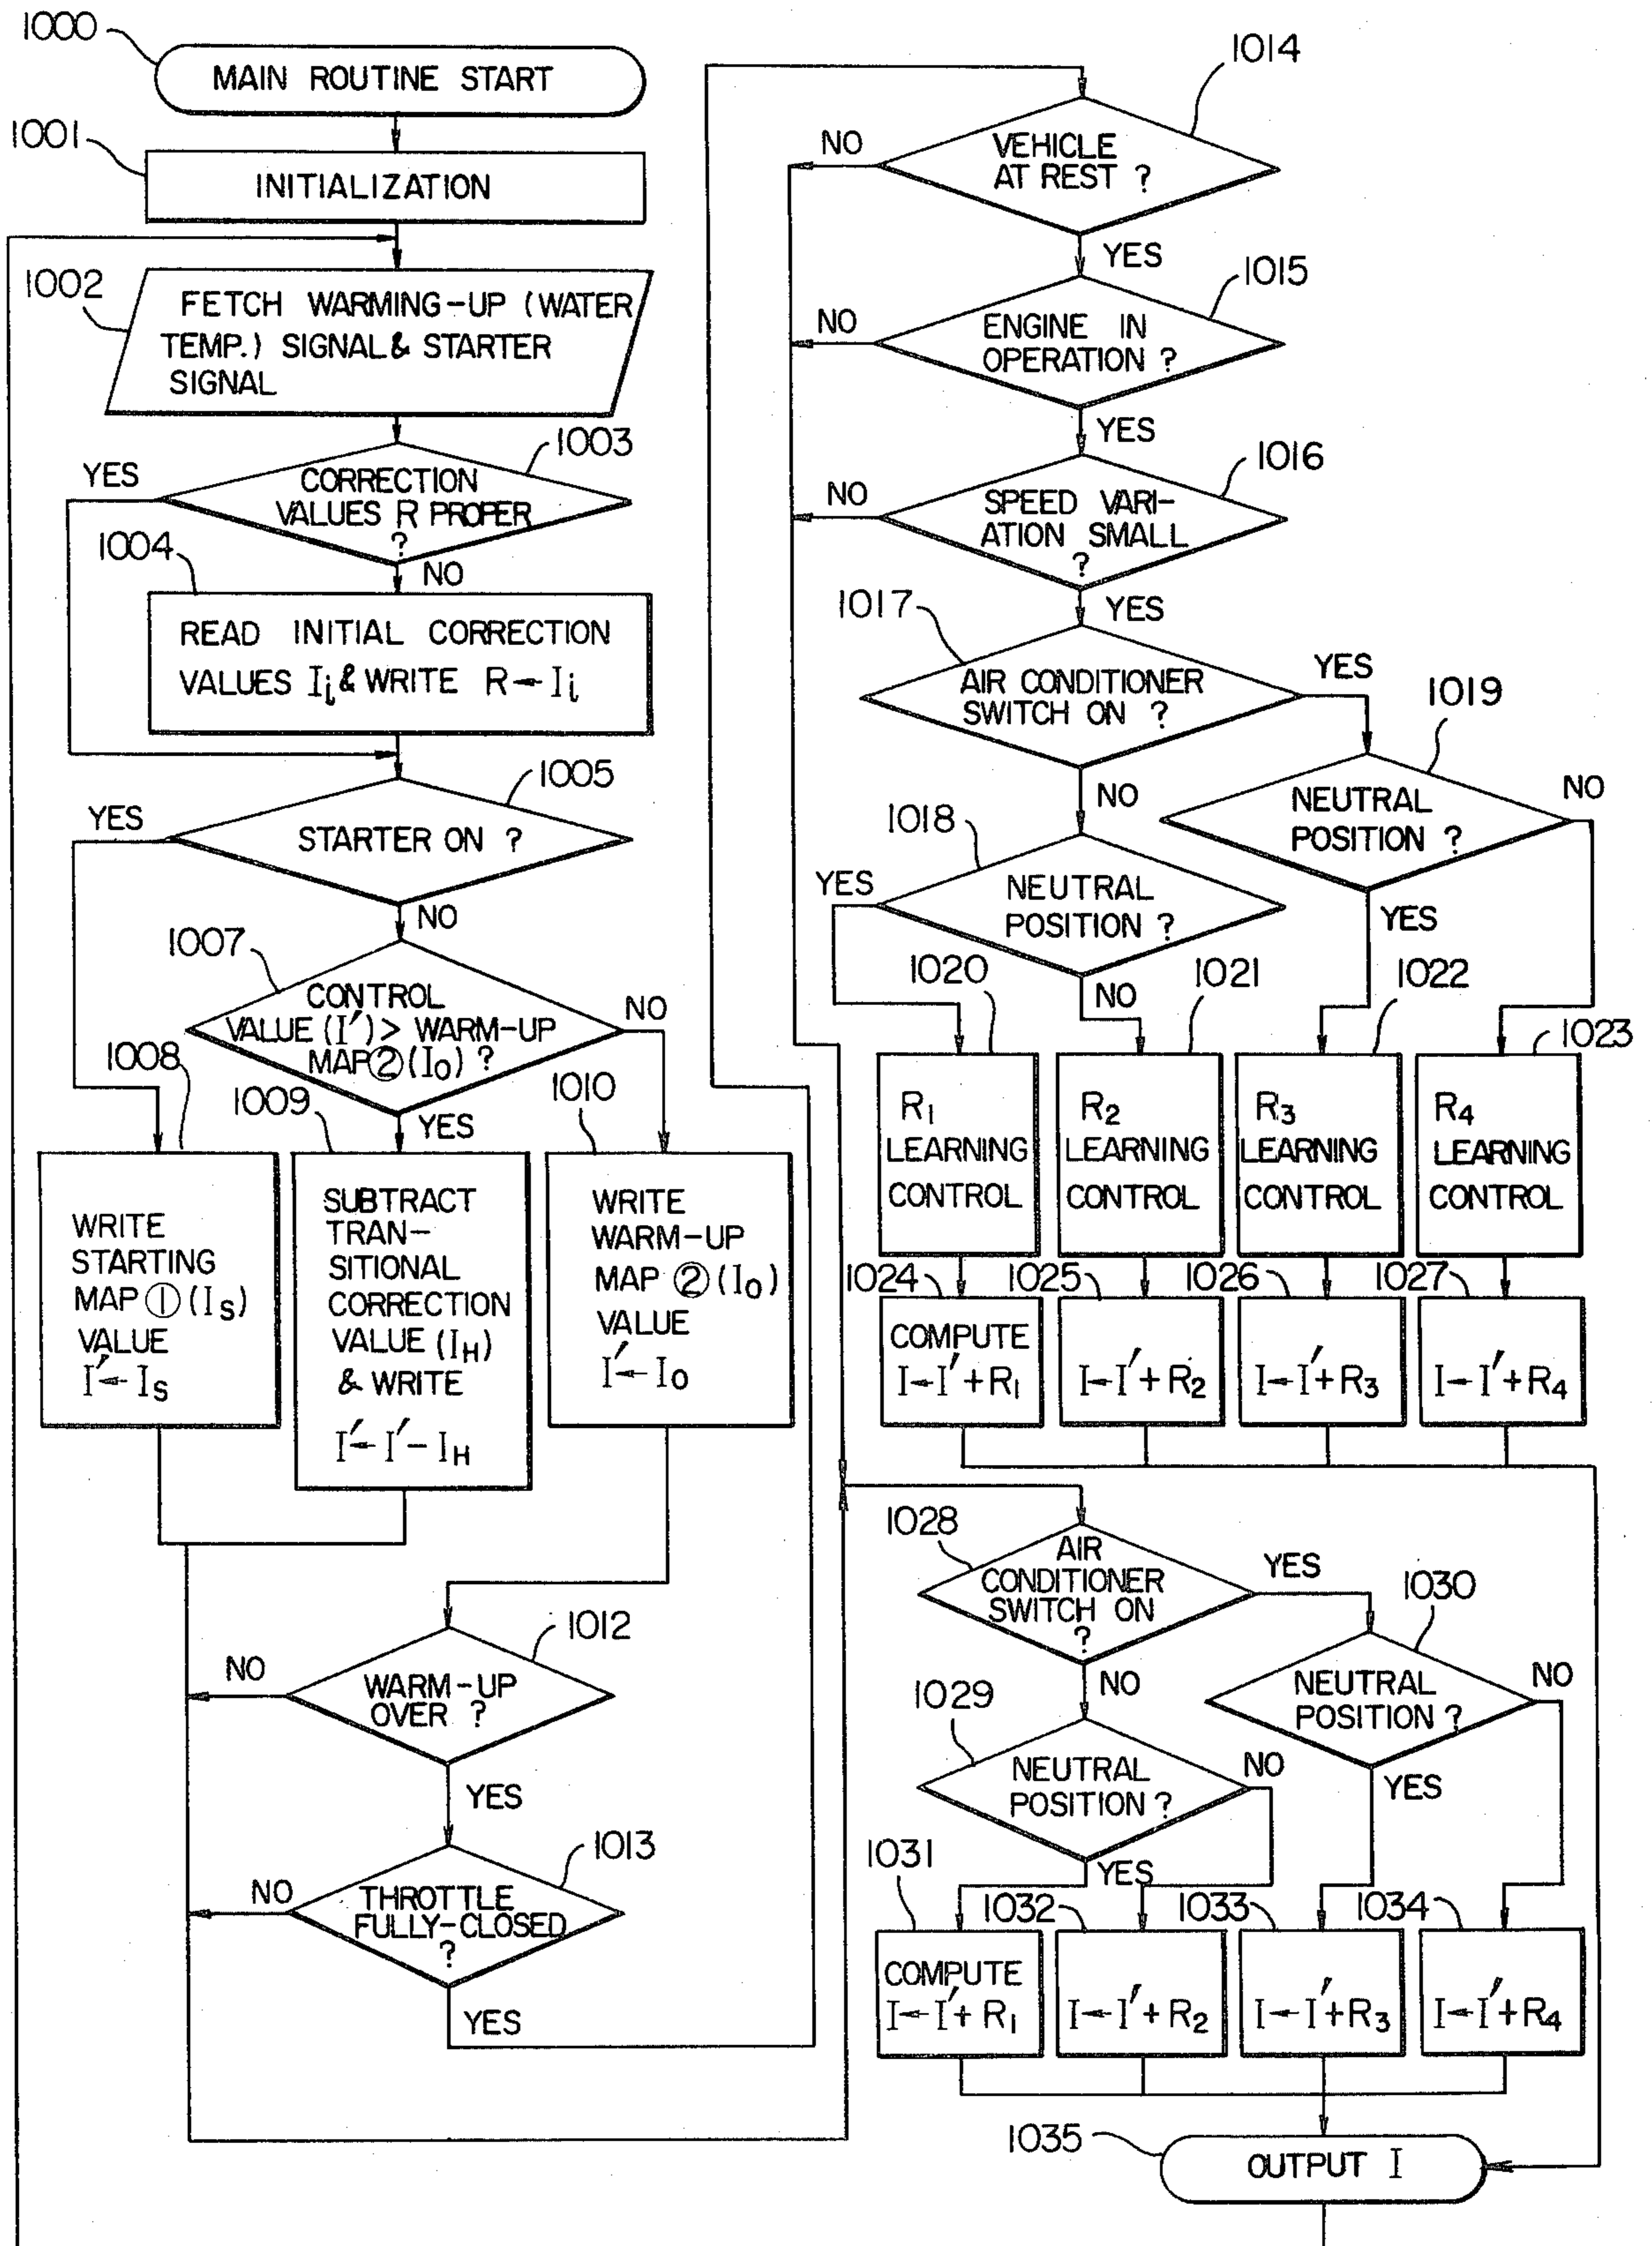 1000
MAIN ROUTINE START
1001
INITIALIZATION
1002
FETCH WARMING-UP (WATER
TEMP.) SIGNAL & STARTER
SIGNAL
1003
YES
CORRECTION
VALUES R PROPER
?
1004
NO
READ INITIAL CORRECTION
VALUES Ii & WRITE R←Ii
1005
YES
STARTER ON ?
NO
1007
CONTROL
VALUE (I′) > WARM-UP
MAP ② (Io) ?
NO
YES
1008
WRITE
STARTING
MAP ① (Is)
VALUE
I′←Is
1009
SUBTRACT
TRAN-
SITIONAL
CORRECTION
VALUE (IH)
& WRITE
I′←I′-IH
1010
WRITE
WARM-UP
MAP ② (Io)
VALUE
I′←Io
1012
NO
WARM-UP
OVER ?
YES
1013
NO
THROTTLE
FULLY-CLOSED
?
YES
1014
NO
VEHICLE
AT REST ?
YES
1015
NO
ENGINE IN
OPERATION ?
YES
1016
NO
SPEED VARI-
ATION SMALL
?
YES
1017
AIR CONDITIONER
SWITCH ON ?
YES
NO
1018
YES
NEUTRAL
POSITION ?
NO
1019
NEUTRAL
POSITION ?
NO
YES
1020
R1
LEARNING
CONTROL
1021
R2
LEARNING
CONTROL
1022
R3
LEARNING
CONTROL
1023
R4
LEARNING
CONTROL
1024
COMPUTE
I←I′+R1
1025
I←I′+R2
1026
I←I′+R3
1027
I←I′+R4
1028
AIR
CONDITIONER
SWITCH ON
?
YES
NO
1029
NEUTRAL
POSITION ?
NO
YES
1030
NEUTRAL
POSITION ?
NO
YES
1031
COMPUTE
I←I′+R1
1032
I←I′+R2
1033
I←I′+R3
1034
I←I′+R4
1035
OUTPUT I